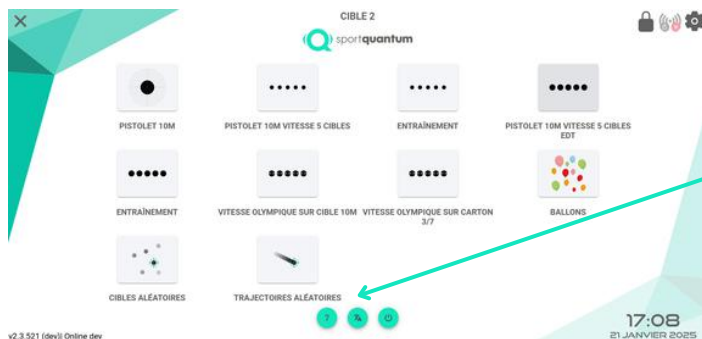 CIBLE 2
sportquantum
PISTOLET 10M
PISTOLET 10M VITESSE 5 CIBLES
ENTRAÎNEMENT
PISTOLET 10M VITESSE 5 CIBLES
EDT
ENTRAÎNEMENT
VITESSE OLYMPIQUE SUR CIBLE 10M
VITESSE OLYMPIQUE SUR CARTON
3/7
BALLONS
CIBLES ALÉATOIRES
TRAJECTOIRES ALÉATOIRES
?
17:08
21 JANVIER 2025
v2.3.521 (dev)| Online dev